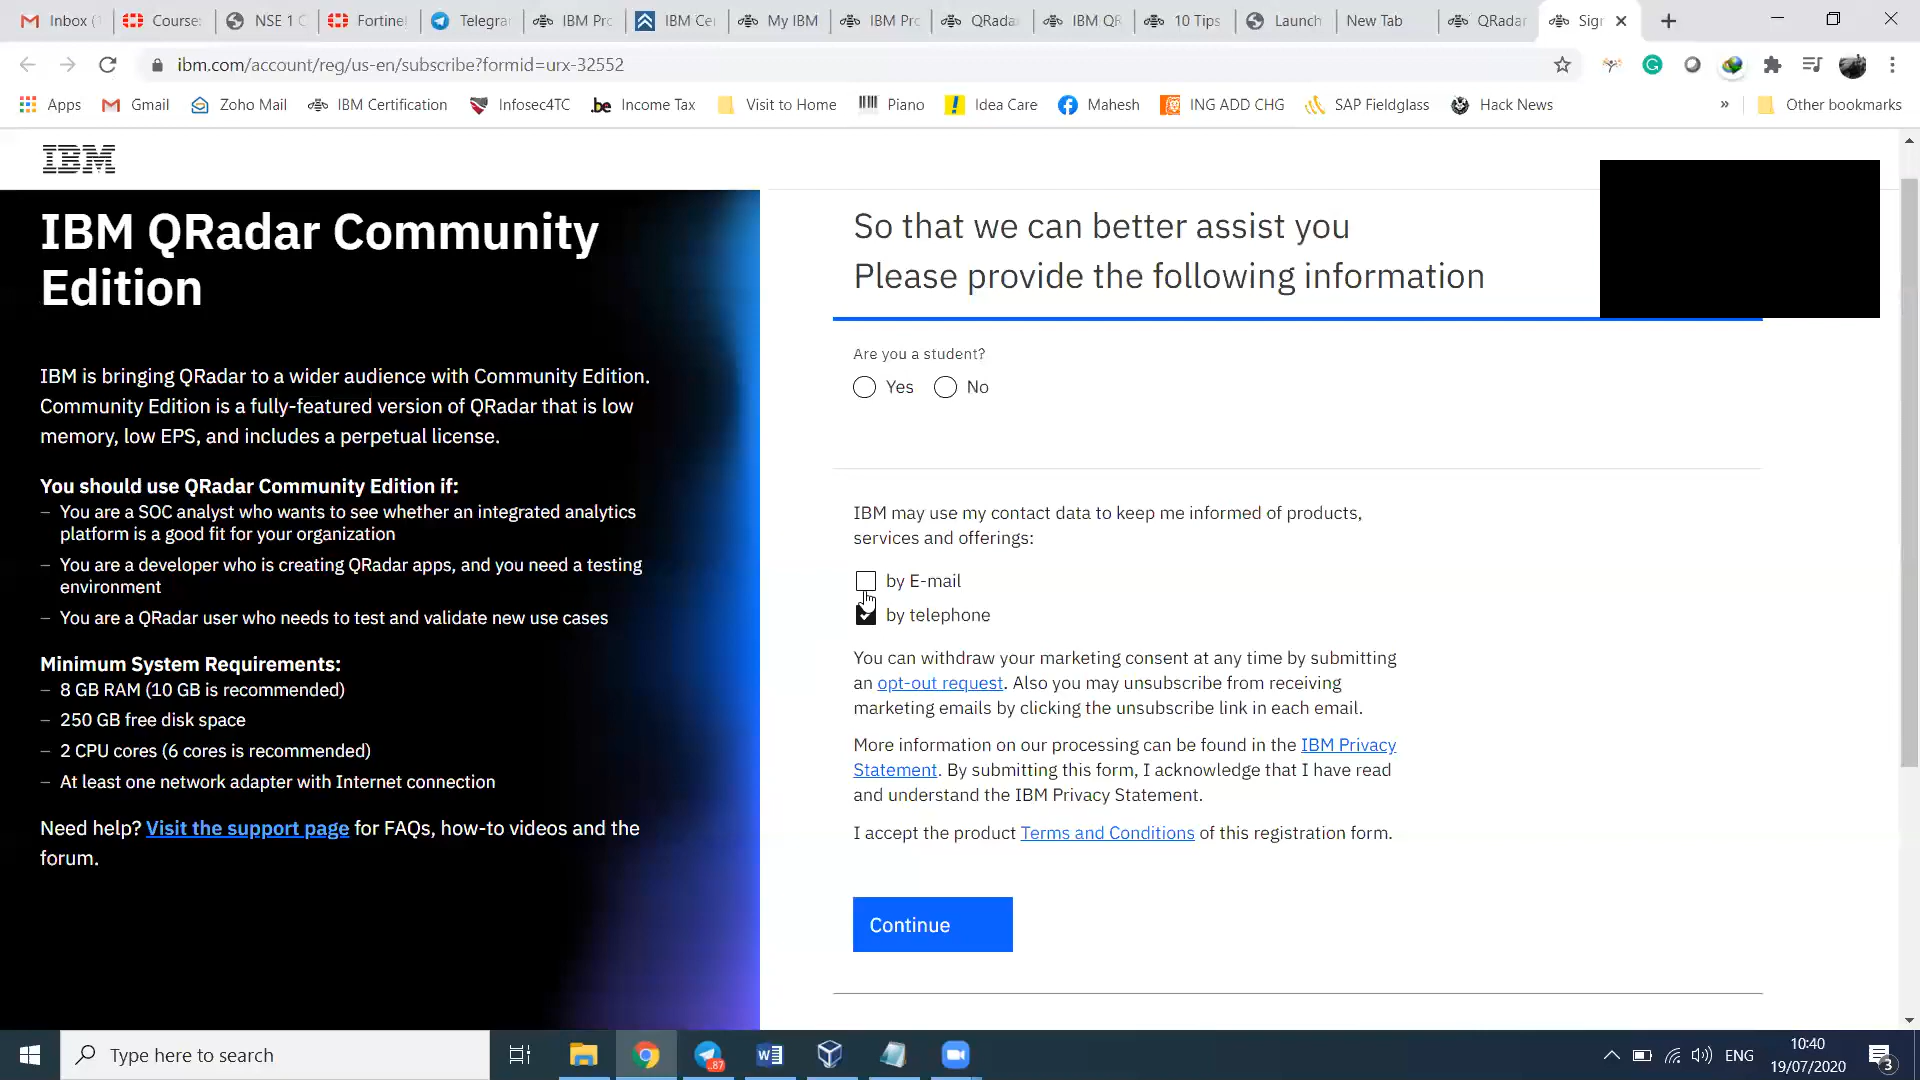 Inbox (1
Course
NSE 1 C
Fortine
Telegra
IBM Pro
IBM Cer
My IBM
IBM Pro
QRada
IBM QR
10 Tips
Launch
New Tab
QRadar
Sig
ibm.com/account/reg/us-en/subscribe?formid=urx-32552
Apps
Gmail
Zoho Mail
IBM Certification
Infosec4TC
.be Income Tax
Visit to Home
Piano
Idea Care
Mahesh
ING ADD CHG
SAP Fieldglass
Hack News
»
Other bookmarks
IBM
IBM QRadar Community
Edition
IBM is bringing QRadar to a wider audience with Community Edition.
Community Edition is a fully-featured version of QRadar that is low
memory, low EPS, and includes a perpetual license.
You should use QRadar Community Edition if:
– You are a SOC analyst who wants to see whether an integrated analytics
platform is a good fit for your organization
– You are a developer who is creating QRadar apps, and you need a testing
environment
– You are a QRadar user who needs to test and validate new use cases
Minimum System Requirements:
– 8 GB RAM (10 GB is recommended)
– 250 GB free disk space
– 2 CPU cores (6 cores is recommended)
– At least one network adapter with Internet connection
Need help? Visit the support page for FAQs, how-to videos and the
forum.
So that we can better assist you
Please provide the following information
Are you a student?
Yes No
IBM may use my contact data to keep me informed of products,
services and offerings:
by E-mail
by telephone
You can withdraw your marketing consent at any time by submitting
an opt-out request. Also you may unsubscribe from receiving
marketing emails by clicking the unsubscribe link in each email.
More information on our processing can be found in the IBM Privacy
Statement. By submitting this form, I acknowledge that I have read
and understand the IBM Privacy Statement.
I accept the product Terms and Conditions of this registration form.
Continue
Type here to search
87
ENG
10:40
19/07/2020
3